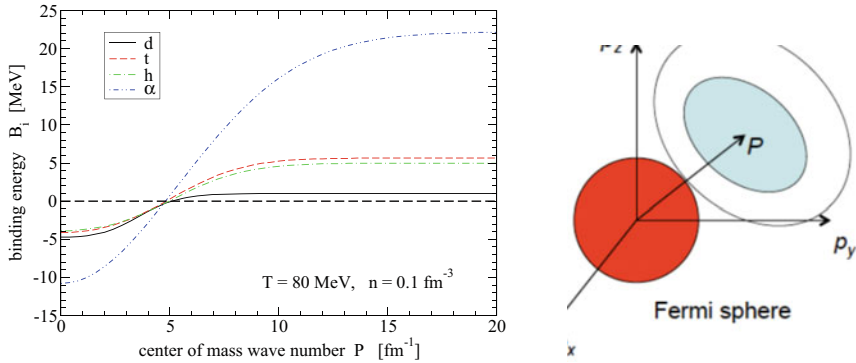 25
20
15
10
5
0
-5
-10
-15
0
5
10
15
20
d
t
h
α
binding energy B_i [MeV]
T = 80 MeV, n = 0.1 fm^-3
center of mass wave number P [fm^-1]
p_z
P
p_y
Fermi sphere
x